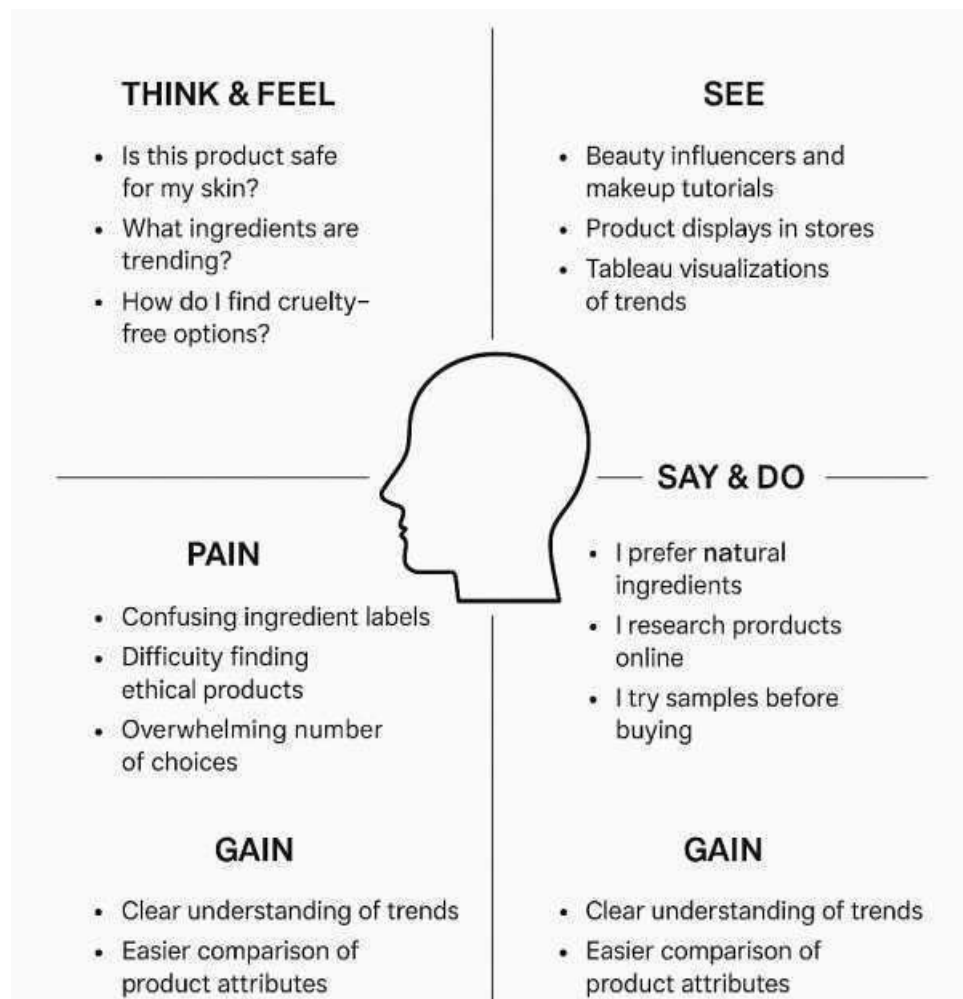 THINK & FEEL
• Is this product safe
for my skin?
• What ingredients are
trending?
• How do I find cruelty–
free options?
SEE
• Beauty influencers and
makeup tutorials
• Product displays in stores
• Tableau visualizations
of trends
PAIN
• Confusing ingredient labels
• Difficuity finding
ethical products
• Overwhelming number
of choices
SAY & DO
• I prefer natural
ingredients
• I research prorducts
online
• I try samples before
buying
GAIN
• Clear understanding of trends
• Easier comparison of
product attributes
GAIN
• Clear understanding of trends
• Easier comparison of
product attributes